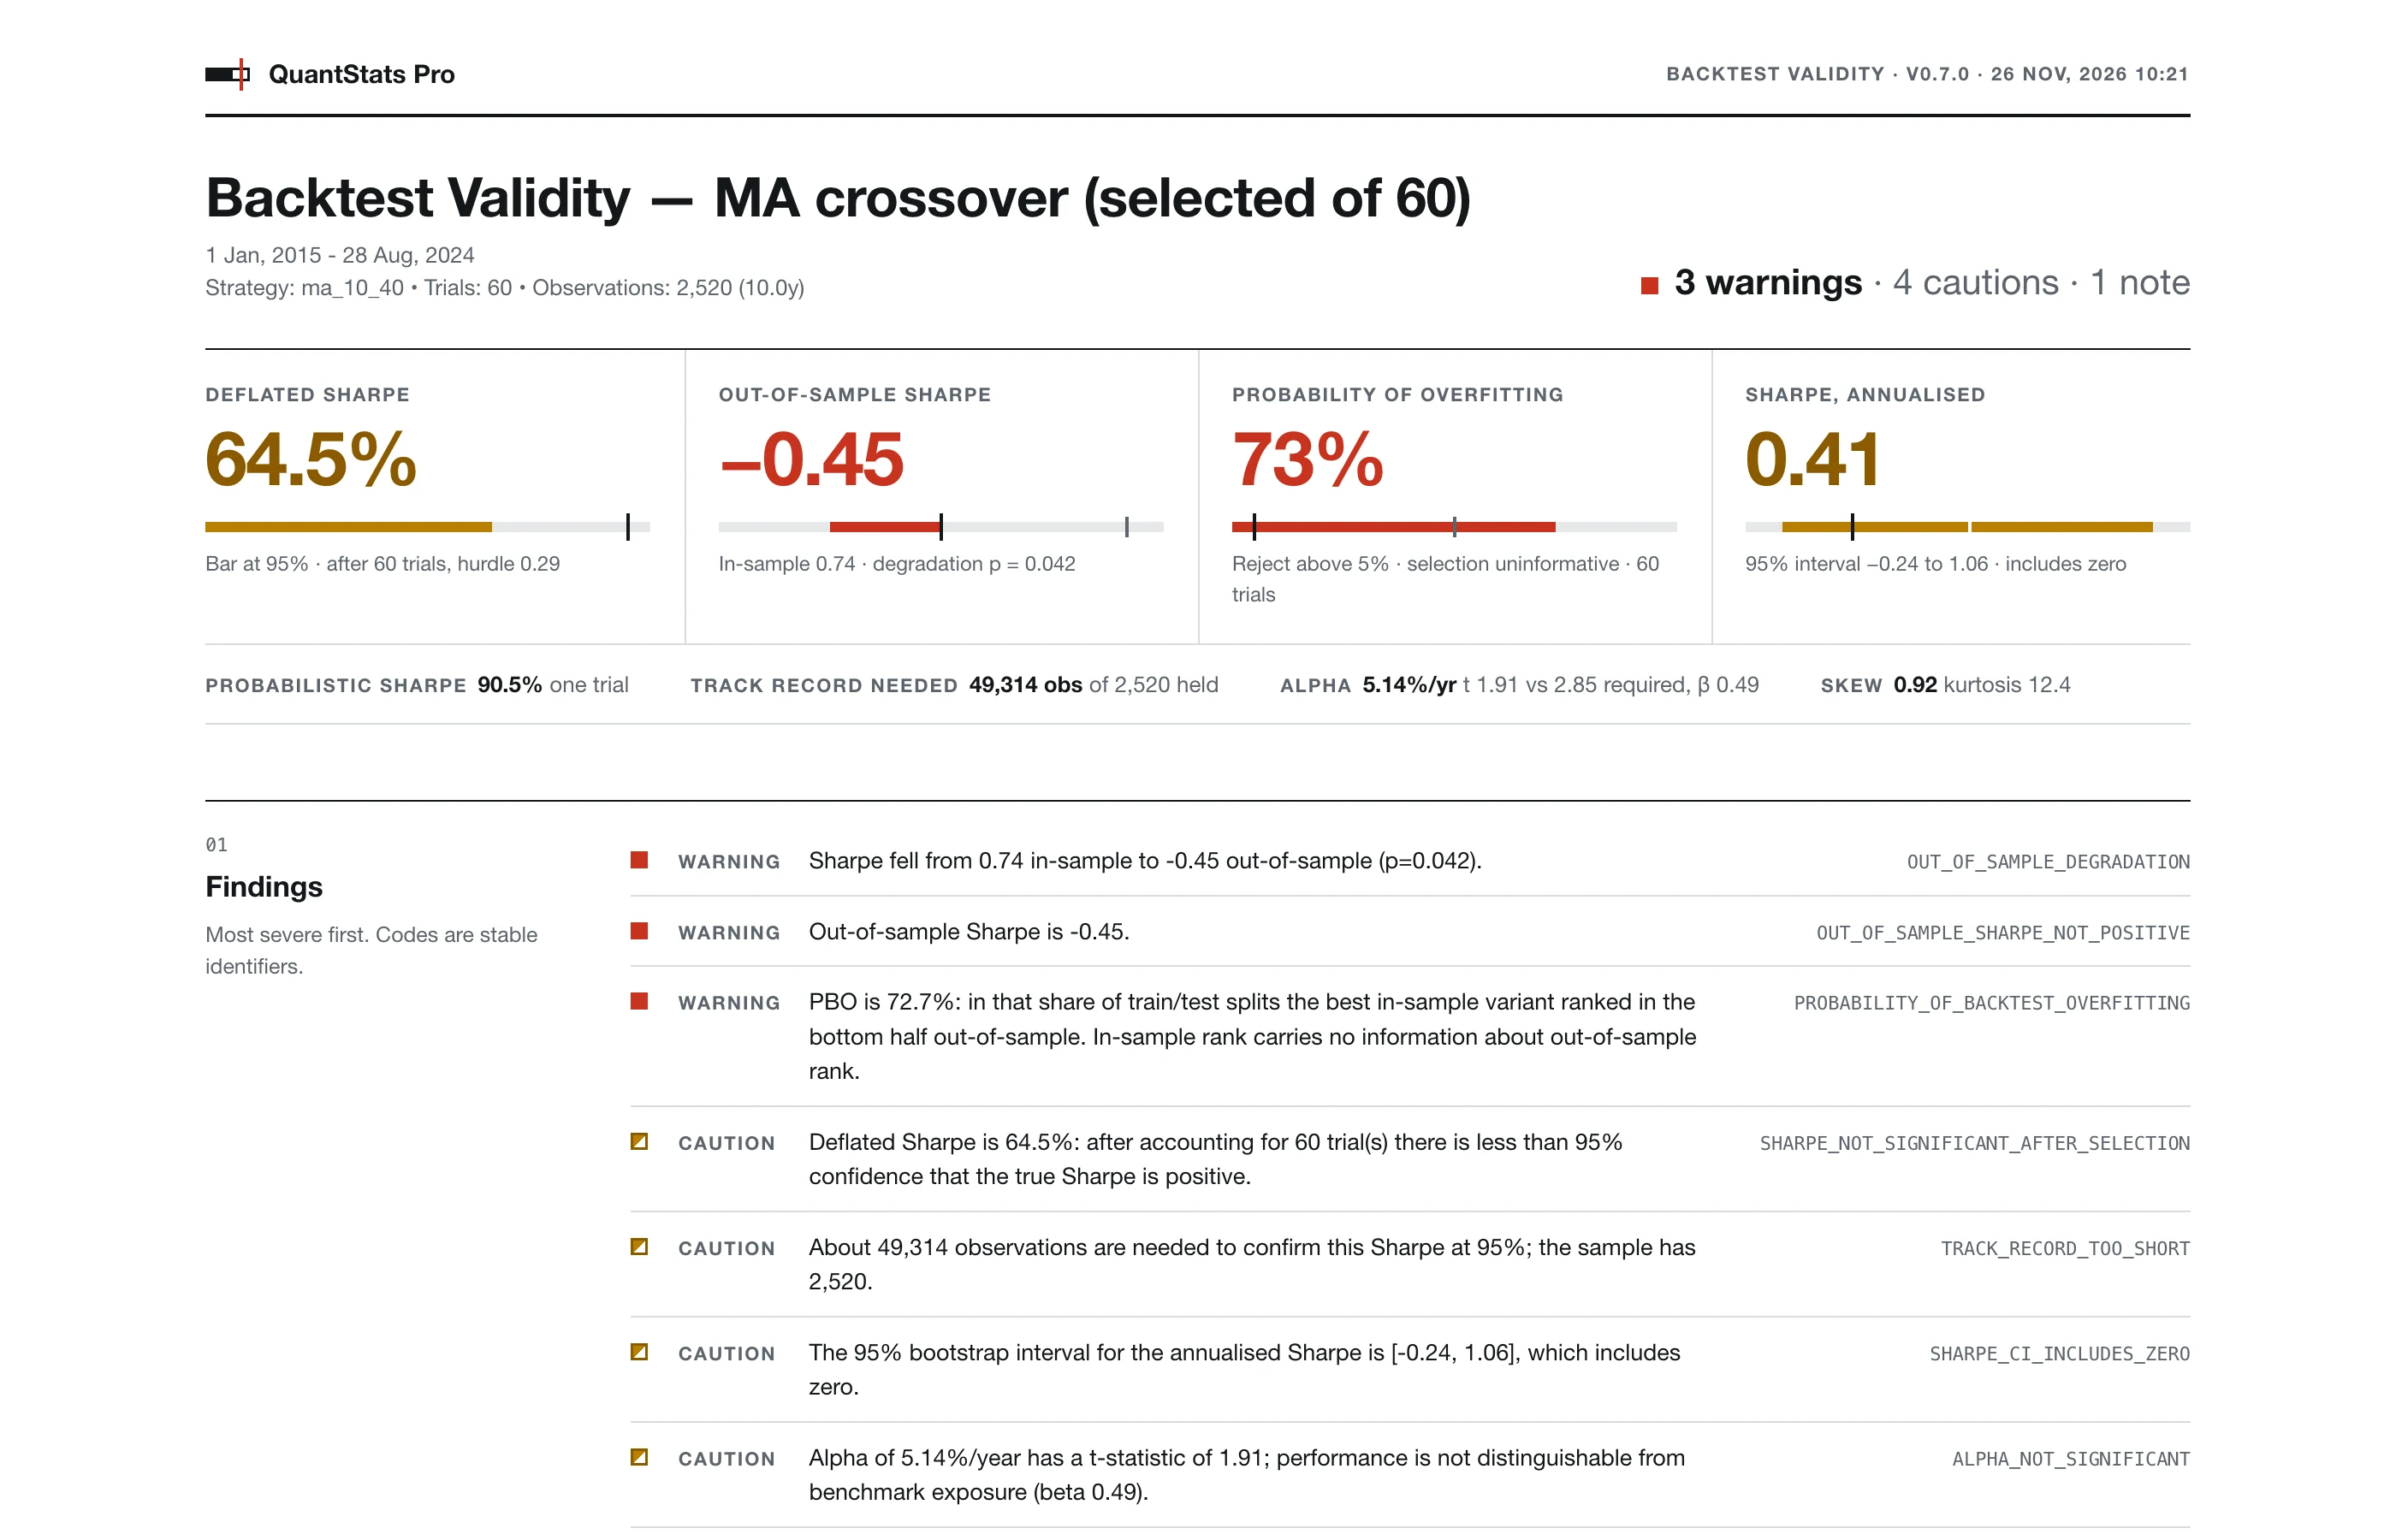 QuantStats Pro
BACKTEST VALIDITY · V0.7.0 · 26 NOV, 2026 10:21
Backtest Validity — MA crossover (selected of 60)
1 Jan, 2015 - 28 Aug, 2024
Strategy: ma_10_40 • Trials: 60 • Observations: 2,520 (10.0y)
3 warnings · 4 cautions · 1 note
DEFLATED SHARPE
64.5%
Bar at 95% · after 60 trials, hurdle 0.29
OUT-OF-SAMPLE SHARPE
−0.45
In-sample 0.74 · degradation p = 0.042
PROBABILITY OF OVERFITTING
73%
Reject above 5% · selection uninformative · 60
trials
SHARPE, ANNUALISED
0.41
95% interval −0.24 to 1.06 · includes zero
PROBABILISTIC SHARPE 90.5% one trial
TRACK RECORD NEEDED 49,314 obs of 2,520 held
ALPHA 5.14%/yr t 1.91 vs 2.85 required, β 0.49
SKEW 0.92 kurtosis 12.4
01
Findings
Most severe first. Codes are stable
identifiers.
WARNING Sharpe fell from 0.74 in-sample to -0.45 out-of-sample (p=0.042). OUT_OF_SAMPLE_DEGRADATION
WARNING Out-of-sample Sharpe is -0.45. OUT_OF_SAMPLE_SHARPE_NOT_POSITIVE
WARNING PBO is 72.7%: in that share of train/test splits the best in-sample variant ranked in the PROBABILITY_OF_BACKTEST_OVERFITTING
bottom half out-of-sample. In-sample rank carries no information about out-of-sample
rank.
CAUTION Deflated Sharpe is 64.5%: after accounting for 60 trial(s) there is less than 95% SHARPE_NOT_SIGNIFICANT_AFTER_SELECTION
confidence that the true Sharpe is positive.
CAUTION About 49,314 observations are needed to confirm this Sharpe at 95%; the sample has TRACK_RECORD_TOO_SHORT
2,520.
CAUTION The 95% bootstrap interval for the annualised Sharpe is [-0.24, 1.06], which includes SHARPE_CI_INCLUDES_ZERO
zero.
CAUTION Alpha of 5.14%/year has a t-statistic of 1.91; performance is not distinguishable from ALPHA_NOT_SIGNIFICANT
benchmark exposure (beta 0.49).